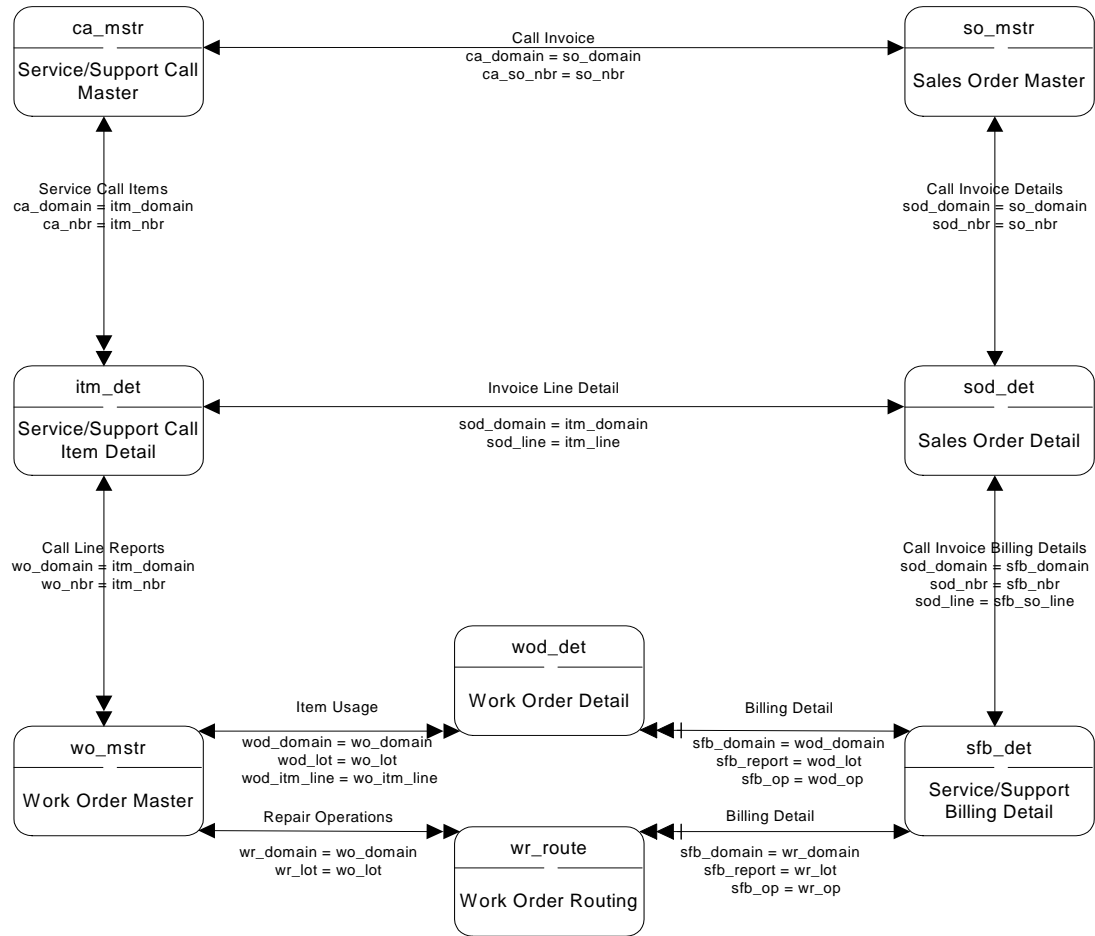 ca_mstr
Service/Support Call
Master
Call Invoice
ca_domain = so_domain
ca_so_nbr = so_nbr
so_mstr
Sales Order Master
Service Call Items
ca_domain = itm_domain
ca_nbr = itm_nbr
Call Invoice Details
sod_domain = so_domain
sod_nbr = so_nbr
itm_det
Service/Support Call
Item Detail
Invoice Line Detail
sod_domain = itm_domain
sod_line = itm_line
sod_det
Sales Order Detail
Call Line Reports
wo_domain = itm_domain
wo_nbr = itm_nbr
Call Invoice Billing Details
sod_domain = sfb_domain
sod_nbr = sfb_nbr
sod_line = sfb_so_line
wod_det
Work Order Detail
wo_mstr
Work Order Master
Item Usage
wod_domain = wo_domain
wod_lot = wo_lot
wod_itm_line = wo_itm_line
Billing Detail
sfb_domain = wod_domain
sfb_report = wod_lot
sfb_op = wod_op
sfb_det
Service/Support
Billing Detail
Repair Operations
wr_domain = wo_domain
wr_lot = wo_lot
wr_route
Work Order Routing
Billing Detail
sfb_domain = wr_domain
sfb_report = wr_lot
sfb_op = wr_op